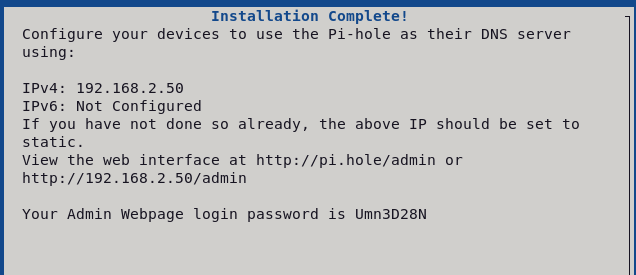 Installation Complete!
Configure your devices to use the Pi-hole as their DNS server
using:
IPv4: 192.168.2.50
IPv6: Not Configured
If you have not done so already, the above IP should be set to
static.
View the web interface at http://pi.hole/admin or
http://192.168.2.50/admin
Your Admin Webpage login password is Umn3D28N